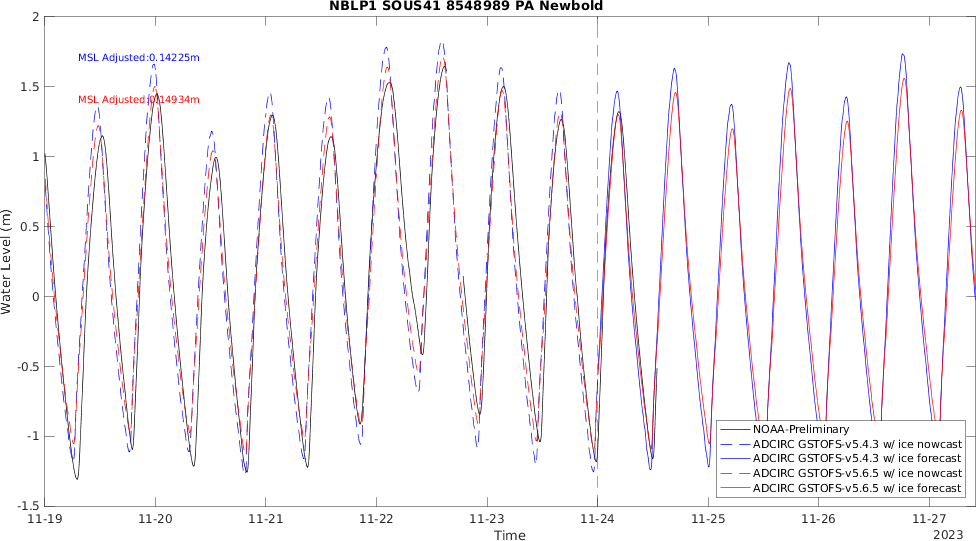 NBLP1 SOUS41 8548989 PA Newbold
2
1.5
1
0.5
0
-0.5
-1
-1.5
Water Level (m)
MSL Adjusted:0.14225m
MSL Adjusted:0.14934m
NOAA-Preliminary
ADCIRC GSTOFS-v5.4.3 w/ ice nowcast
ADCIRC GSTOFS-v5.4.3 w/ ice forecast
ADCIRC GSTOFS-v5.6.5 w/ ice nowcast
ADCIRC GSTOFS-v5.6.5 w/ ice forecast
11-19 11-20 11-21 11-22 11-23 11-24 11-25 11-26 11-27
Time
2023